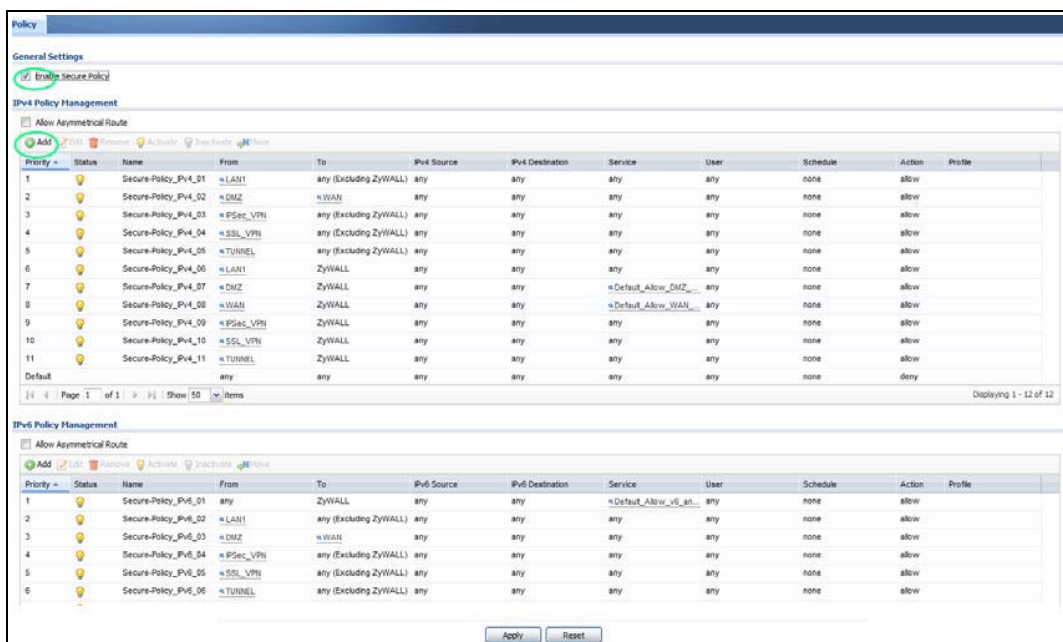 Policy
General Settings
Enable Secure Policy
IPv4 Policy Management
Allow Asymmetrical Route
Add Edit Remove Activate Inactivate Move
Priority Status Name From To IPv4 Source IPv4 Destination Service User Schedule Action Profile
1 Secure-Policy_IPv4_01 LAN1 any (Excluding ZyWALL) any any any any none allow
2 Secure-Policy_IPv4_02 DMZ WAN any any any any none allow
3 Secure-Policy_IPv4_03 IPSec_VPN any (Excluding ZyWALL) any any any any none allow
4 Secure-Policy_IPv4_04 SSL_VPN any (Excluding ZyWALL) any any any any none allow
5 Secure-Policy_IPv4_05 TUNNEL any (Excluding ZyWALL) any any any any none allow
6 Secure-Policy_IPv4_06 LAN1 ZyWALL any any any any none allow
7 Secure-Policy_IPv4_07 DMZ ZyWALL any any Default_Allow_DMZ_... any none allow
8 Secure-Policy_IPv4_08 WAN ZyWALL any any Default_Allow_WAN_... any none allow
9 Secure-Policy_IPv4_09 IPSec_VPN ZyWALL any any any any none allow
10 Secure-Policy_IPv4_10 SSL_VPN ZyWALL any any any any none allow
11 Secure-Policy_IPv4_11 TUNNEL ZyWALL any any any any none allow
Default any any any any any any none deny
Page 1 of 1 Show 50 items Displaying 1 - 12 of 12
IPv6 Policy Management
Allow Asymmetrical Route
Add Edit Remove Activate Inactivate Move
Priority Status Name From To IPv6 Source IPv6 Destination Service User Schedule Action Profile
1 Secure-Policy_IPv6_01 any ZyWALL any any Default_Allow_v6_an... any none allow
2 Secure-Policy_IPv6_02 LAN1 any (Excluding ZyWALL) any any any any none allow
3 Secure-Policy_IPv6_03 DMZ WAN any any any any none allow
4 Secure-Policy_IPv6_04 IPSec_VPN any (Excluding ZyWALL) any any any any none allow
5 Secure-Policy_IPv6_05 SSL_VPN any (Excluding ZyWALL) any any any any none allow
6 Secure-Policy_IPv6_06 TUNNEL any (Excluding ZyWALL) any any any any none allow
Apply Reset